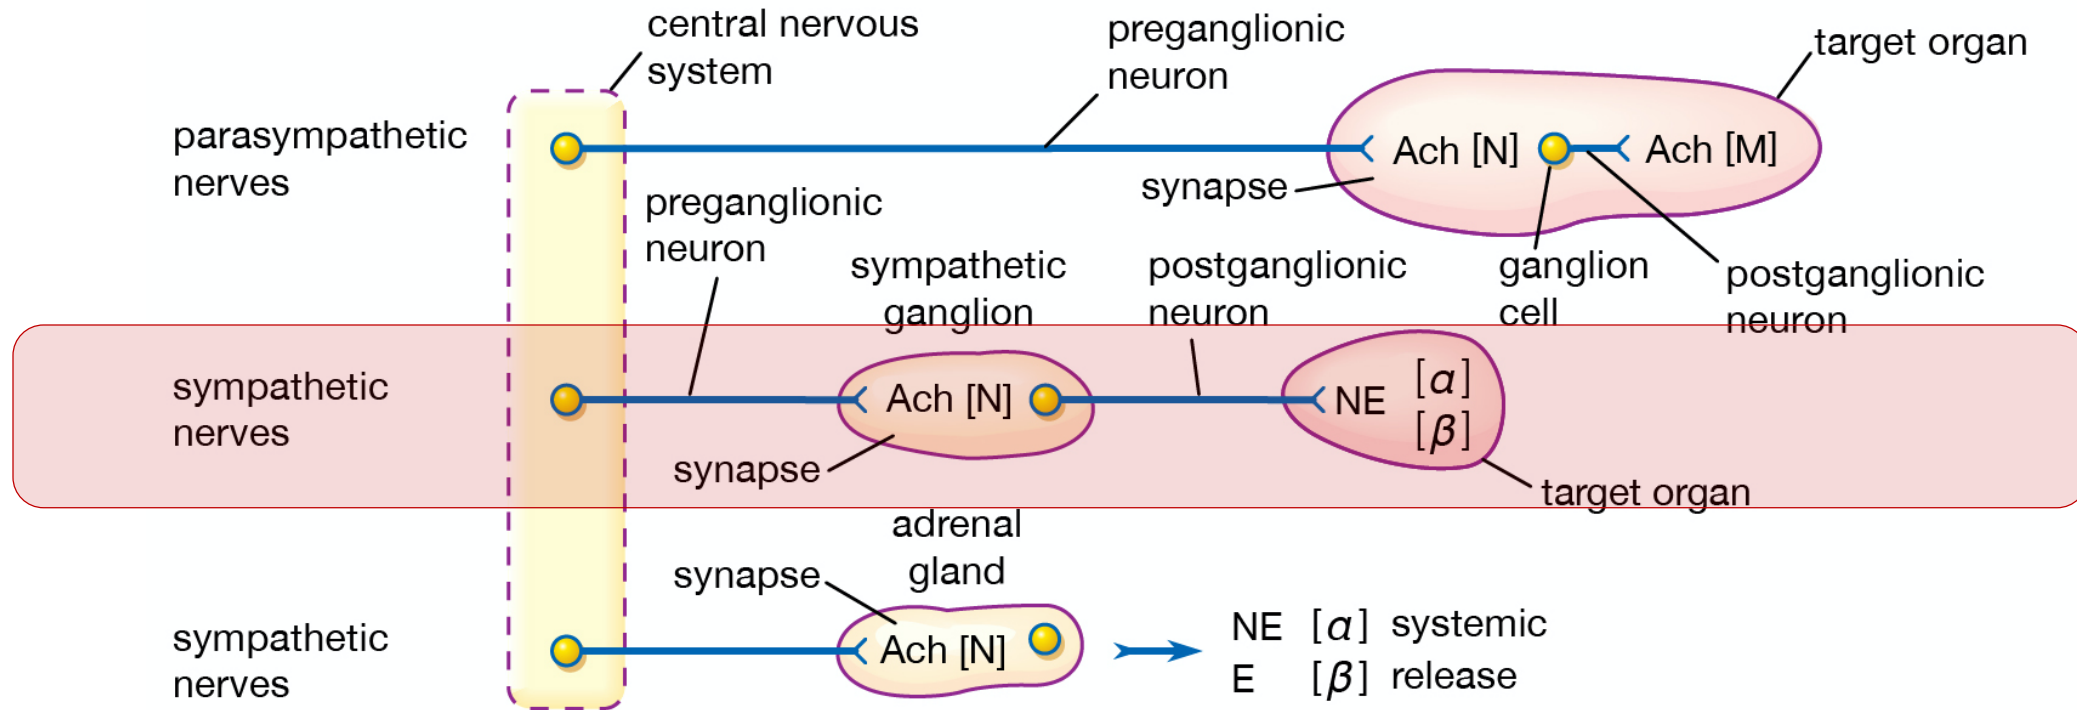 central nervous
system
preganglionic
neuron
target organ
parasympathetic
nerves
Ach [N]
Ach [M]
synapse
preganglionic
neuron
sympathetic
ganglion
postganglionic
neuron
ganglion
cell
postganglionic
neuron
sympathetic
nerves
Ach [N]
NE
[α]
[β]
synapse
target organ
adrenal
gland
synapse
sympathetic
nerves
Ach [N]
NE [α] systemic
E [β] release